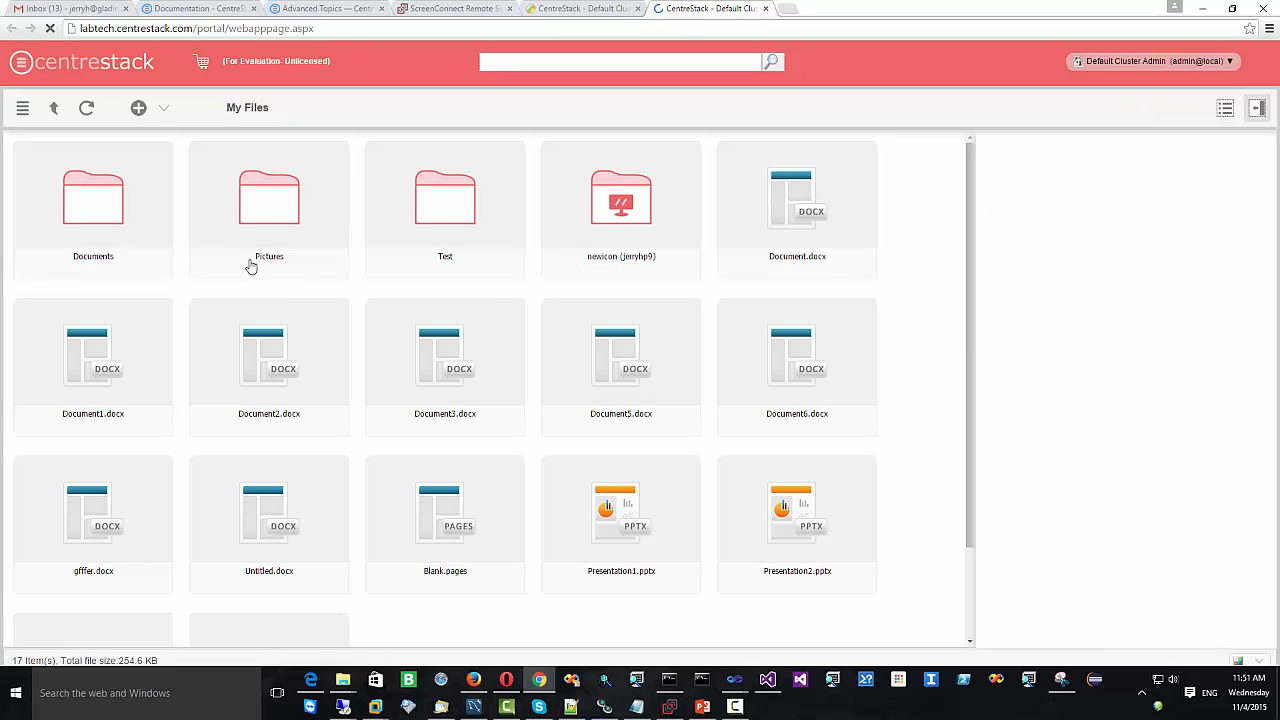 Inbox (13) - jerryh@gladin
Documentation - CentreSt
Advanced Topics — Centr
ScreenConnect Remote Su
CentreStack - Default Clus
CentreStack - Default Clus
labtech.centrestack.com/portal/webapppage.aspx
centrestack
(For Evaluation- Unlicensed)
Default Cluster Admin (admin@local) ▼
My Files
Documents
Pictures
Test
newicon (jerryhp9)
DOCX
Document.docx
DOCX
DOCX
DOCX
DOCX
DOCX
Document1.docx
Document2.docx
Document3.docx
Document5.docx
Document6.docx
DOCX
DOCX
PAGES
PPTX
PPTX
gfffer.docx
Untitled.docx
Blank.pages
Presentation1.pptx
Presentation2.pptx
17 Item(s). Total file size:254.6 KB
Search the web and Windows
11:51 AM
ENG
Wednesday
11/4/2015